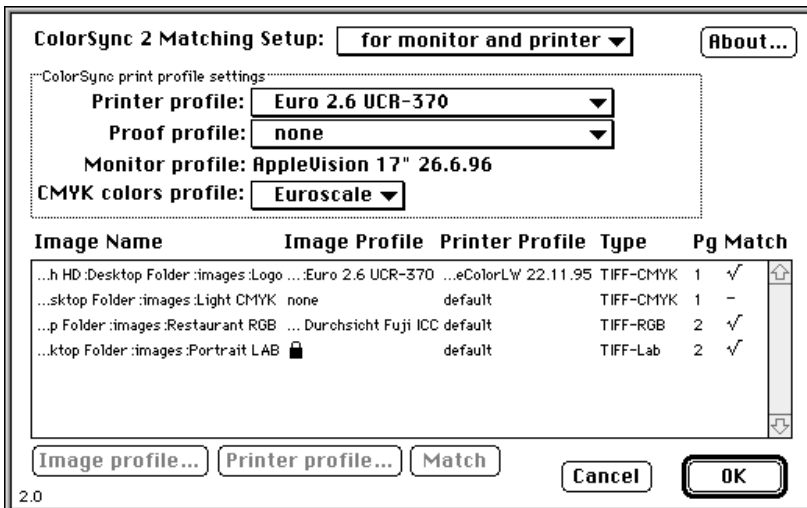 ColorSync 2 Matching Setup: for monitor and printer About...
ColorSync print profile settings
Printer profile: Euro 2.6 UCR-370
Proof profile: none
Monitor profile: AppleVision 17" 26.6.96
CMYK colors profile: Euroscale
Image Name Image Profile Printer Profile Type Pg Match
...h HD:Desktop Folder:images:Logo ...:Euro 2.6 UCR-370 ...eColorLW 22.11.95 TIFF-CMYK 1 √
...sktop Folder:images:Light CMYK none default TIFF-CMYK 1 –
...p Folder:images:Restaurant RGB ... Durchsicht Fuji ICC default TIFF-RGB 2 √
...ktop Folder:images:Portrait LAB default TIFF-Lab 2 √
Image profile... Printer profile... Match Cancel OK
2.0